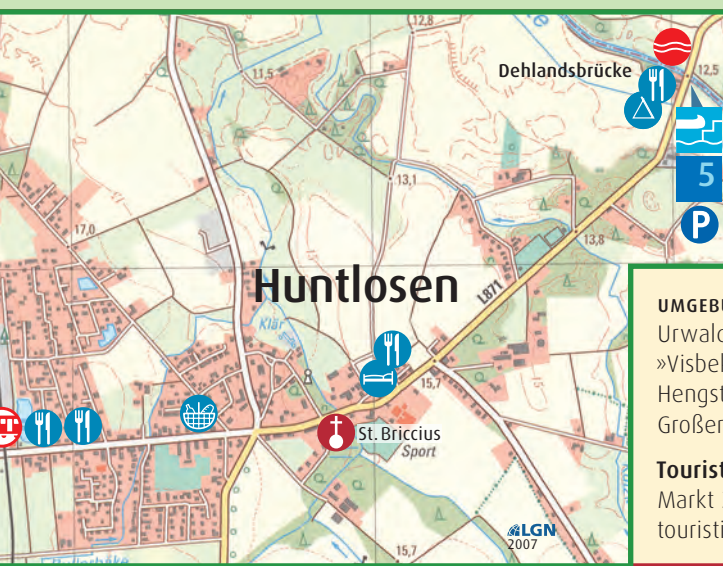 12,8
Dehlandsbrücke
12,5
11,5
5
P
13,1
17,0
13,8
Huntlosen
L871
Klär
15,7
St. Briccius
Sport
LGN
2007
15,7
UMGEBU
Urwald
»Visbel
Hengst
Großer
Tourist
Markt
touristi